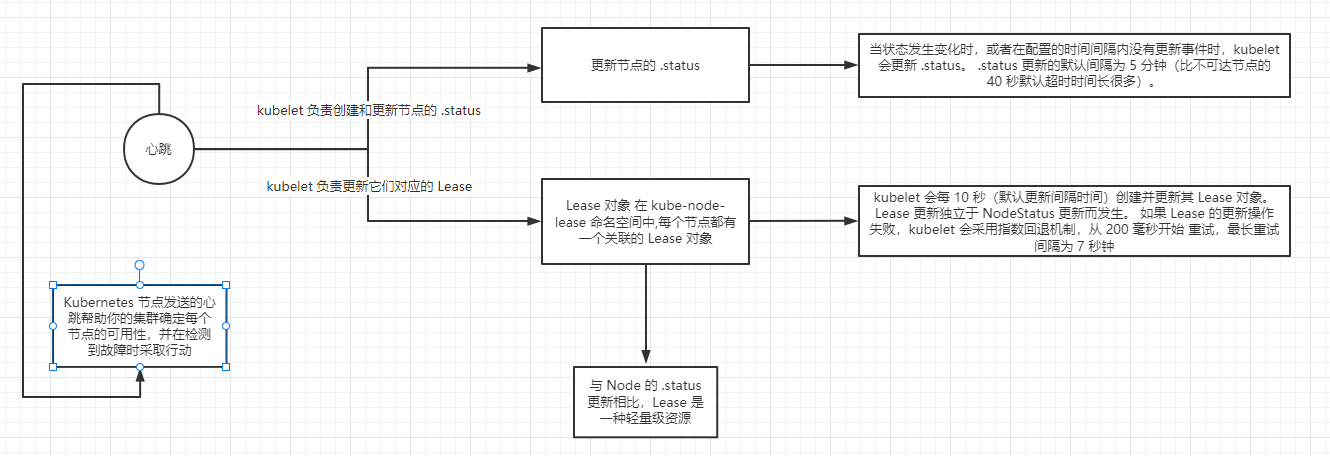 心跳
kubelet 负责创建和更新节点的 .status
更新节点的 .status
当状态发生变化时，或者在配置的时间间隔内没有更新事件时，kubelet
会更新 .status。 .status 更新的默认间隔为 5 分钟（比不可达节点的
40 秒默认超时时间长很多）。
kubelet 负责更新它们对应的 Lease
Lease 对象 在 kube-node-
lease 命名空间中,每个节点都有
一个关联的 Lease 对象
kubelet 会每 10 秒（默认更新间隔时间）创建并更新其 Lease 对象。
Lease 更新独立于 NodeStatus 更新而发生。 如果 Lease 的更新操作
失败，kubelet 会采用指数回退机制，从 200 毫秒开始 重试，最长重试
间隔为 7 秒钟
Kubernetes 节点发送的心
跳帮助你的集群确定每个
节点的可用性，并在检测
到故障时采取行动
与 Node 的 .status
更新相比，Lease 是
一种轻量级资源